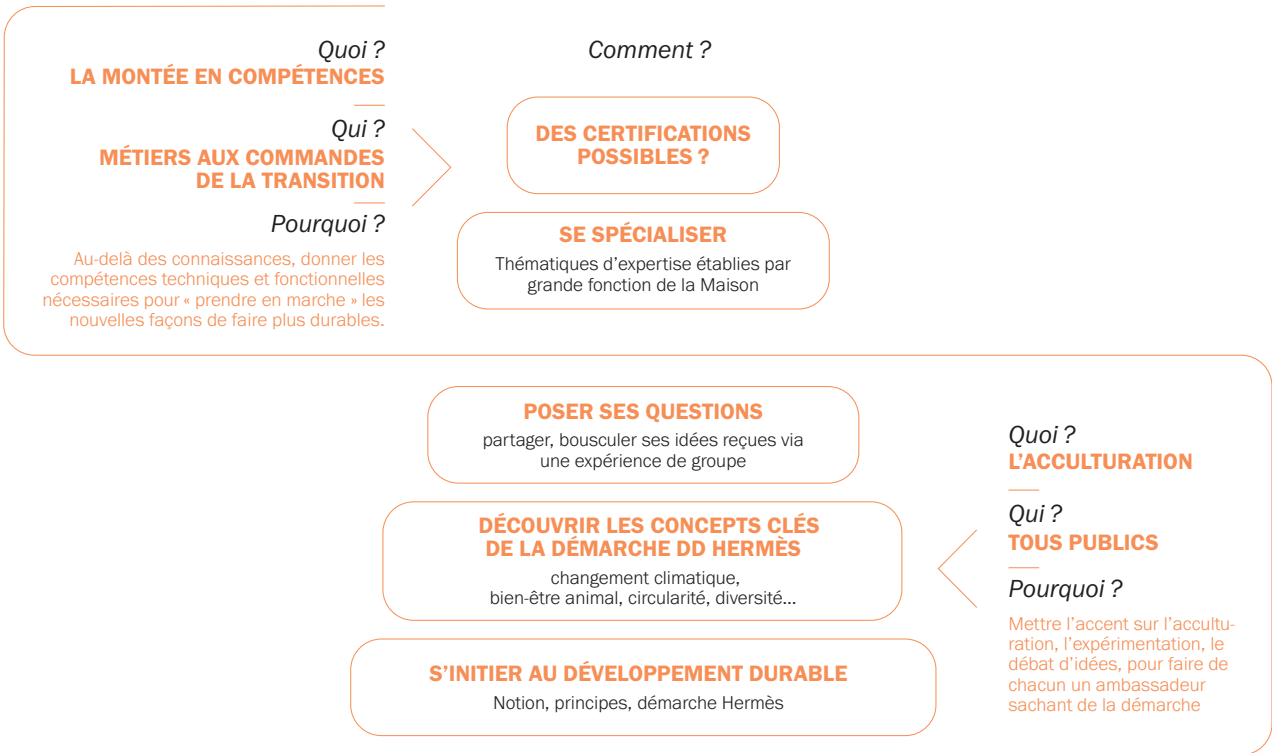 Quoi ?
LA MONTÉE EN COMPÉTENCES
Qui ?
MÉTIERS AUX COMMANDES
DE LA TRANSITION
Pourquoi ?
Au-delà des connaissances, donner les
compétences techniques et fonctionnelles
nécessaires pour « prendre en marche » les
nouvelles façons de faire plus durables.
Comment ?
DES CERTIFICATIONS
POSSIBLES ?
SE SPÉCIALISER
Thématiques d’expertise établies par
grande fonction de la Maison
POSER SES QUESTIONS
partager, bousculer ses idées reçues via
une expérience de groupe
DÉCOUVRIR LES CONCEPTS CLÉS
DE LA DÉMARCHE DD HERMÈS
changement climatique,
bien-être animal, circularité, diversité...
S’INITIER AU DÉVELOPPEMENT DURABLE
Notion, principes, démarche Hermès
Quoi ?
L’ACCULTURATION
Qui ?
TOUS PUBLICS
Pourquoi ?
Mettre l’accent sur l’accultu-
ration, l’expérimentation, le
débat d’idées, pour faire de
chacun un ambassadeur
sachant de la démarche